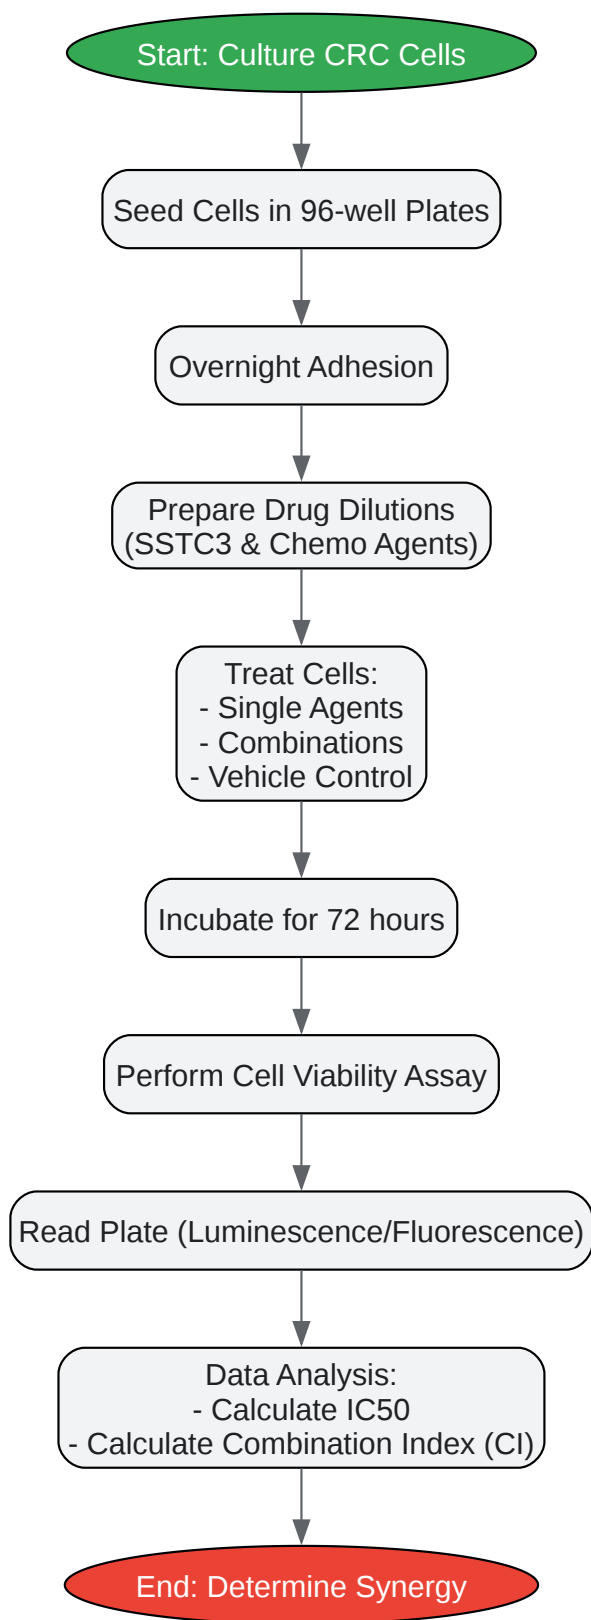 Start: Culture CRC Cells
Seed Cells in 96-well Plates
Overnight Adhesion
Prepare Drug Dilutions
(SSTC3 & Chemo Agents)
Treat Cells:
- Single Agents
- Combinations
- Vehicle Control
Incubate for 72 hours
Perform Cell Viability Assay
Read Plate (Luminescence/Fluorescence)
Data Analysis:
- Calculate IC50
- Calculate Combination Index (CI)
End: Determine Synergy